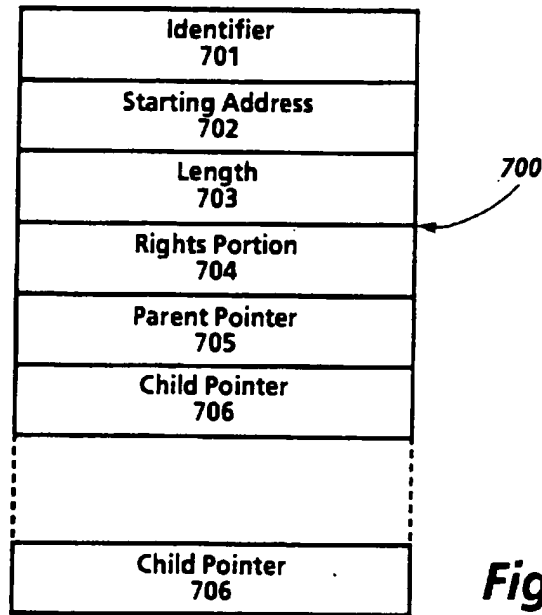 Identifier
701
Starting Address
702
Length
703
700
Rights Portion
704
Parent Pointer
705
Child Pointer
706
Child Pointer
706
Fig